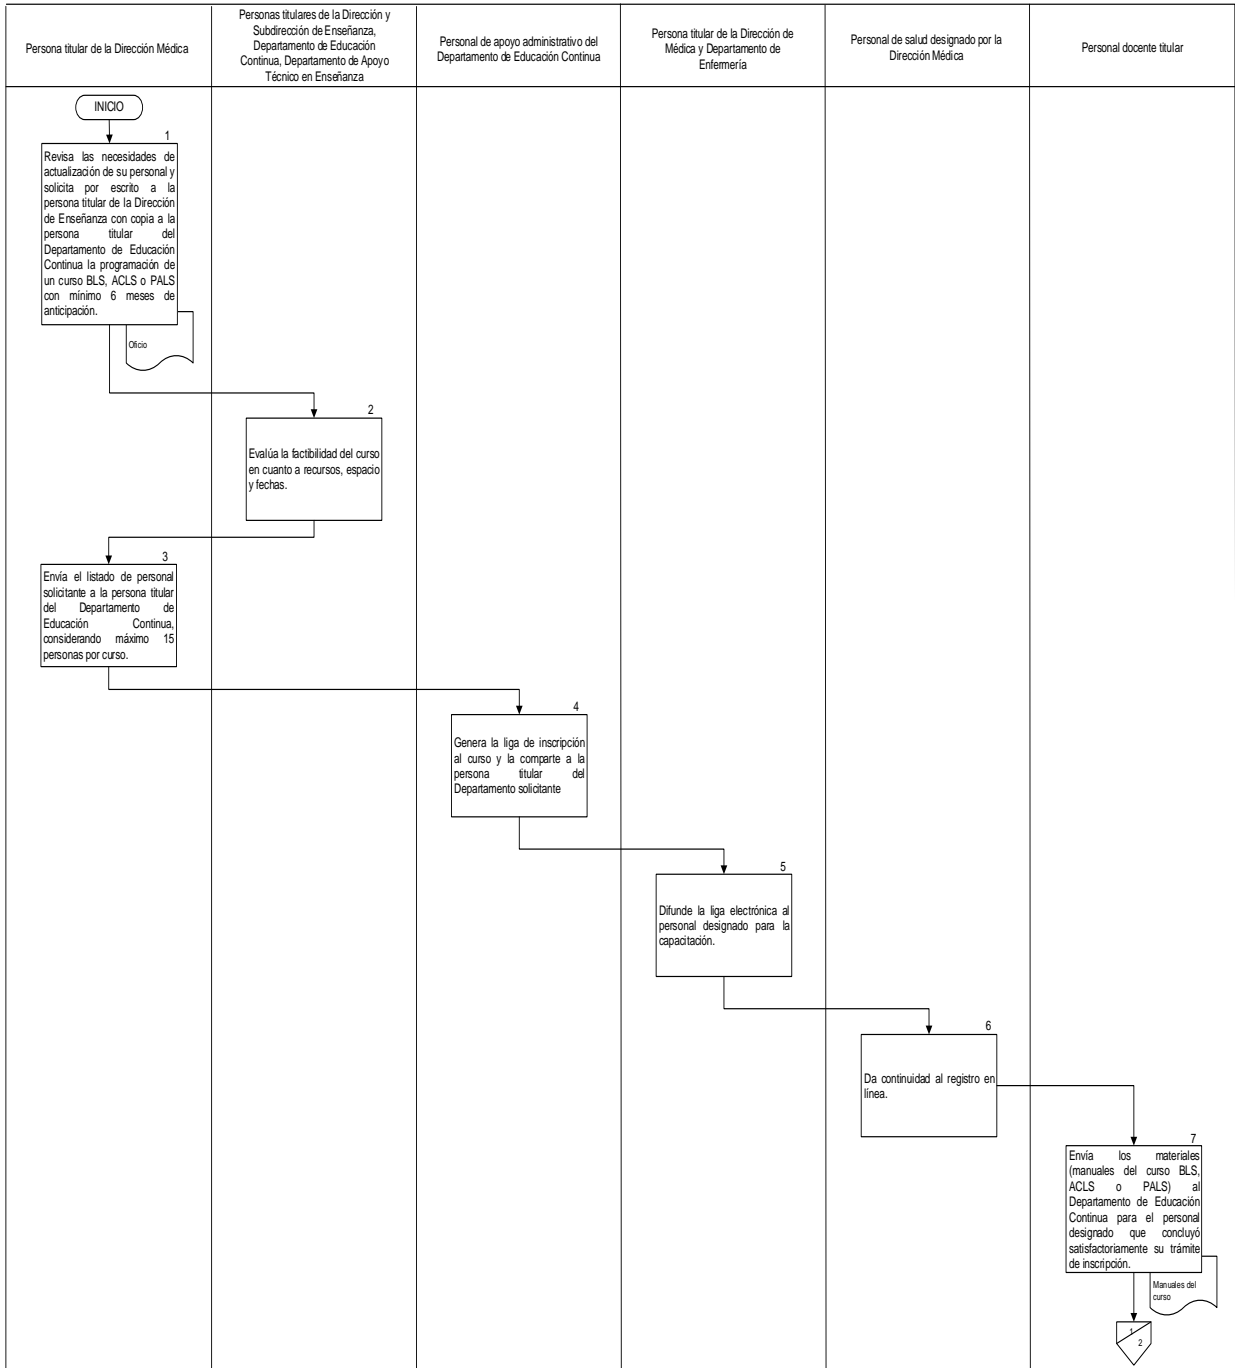 Persona titular de la Dirección Médica
Personas titulares de la Dirección y
Subdirección de Enseñanza,
Departamento de Educación
Continua, Departamento de Apoyo
Técnico en Enseñanza
Personal de apoyo administrativo del
Departamento de Educación Continua
Persona titular de la Dirección de
Médica y Departamento de
Enfermería
Personal de salud designado por la
Dirección Médica
Personal docente titular
INICIO
1
Revisa las necesidades de
actualización de su personal y
solicita por escrito a la
persona titular de la Dirección
de Enseñanza con copia a la
persona titular del
Departamento de Educación
Continua la programación de
un curso BLS, ACLS o PALS
con mínimo 6 meses de
anticipación.
Oficio
2
Evalúa la factibilidad del curso
en cuanto a recursos, espacio
y fechas.
3
Envía el listado de personal
solicitante a la persona titular
del Departamento de
Educación Continua,
considerando máximo 15
personas por curso.
4
Genera la liga de inscripción
al curso y la comparte a la
persona titular del
Departamento solicitante
5
Difunde la liga electrónica al
personal designado para la
capacitación.
6
Da continuidad al registro en
línea.
7
Envía los materiales
(manuales del curso BLS,
ACLS o PALS) al
Departamento de Educación
Continua para el personal
designado que concluyó
satisfactoriamente su trámite
de inscripción.
Manuales del
curso
1
2